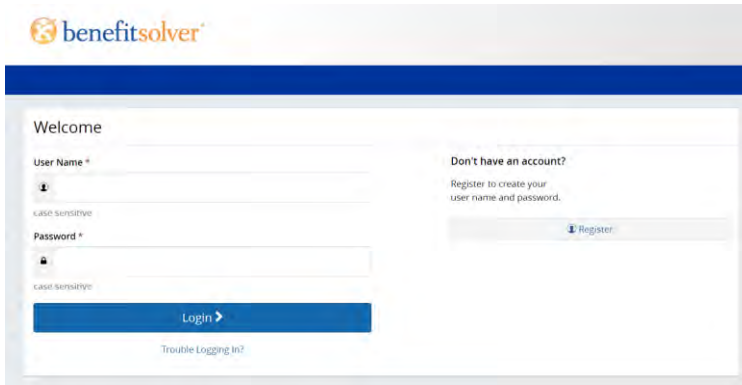 benefitsolver
Welcome
User Name *
case sensitive
Password *
case sensitive
Login
Trouble Logging In?
Don't have an account?
Register to create your
user name and password.
Register